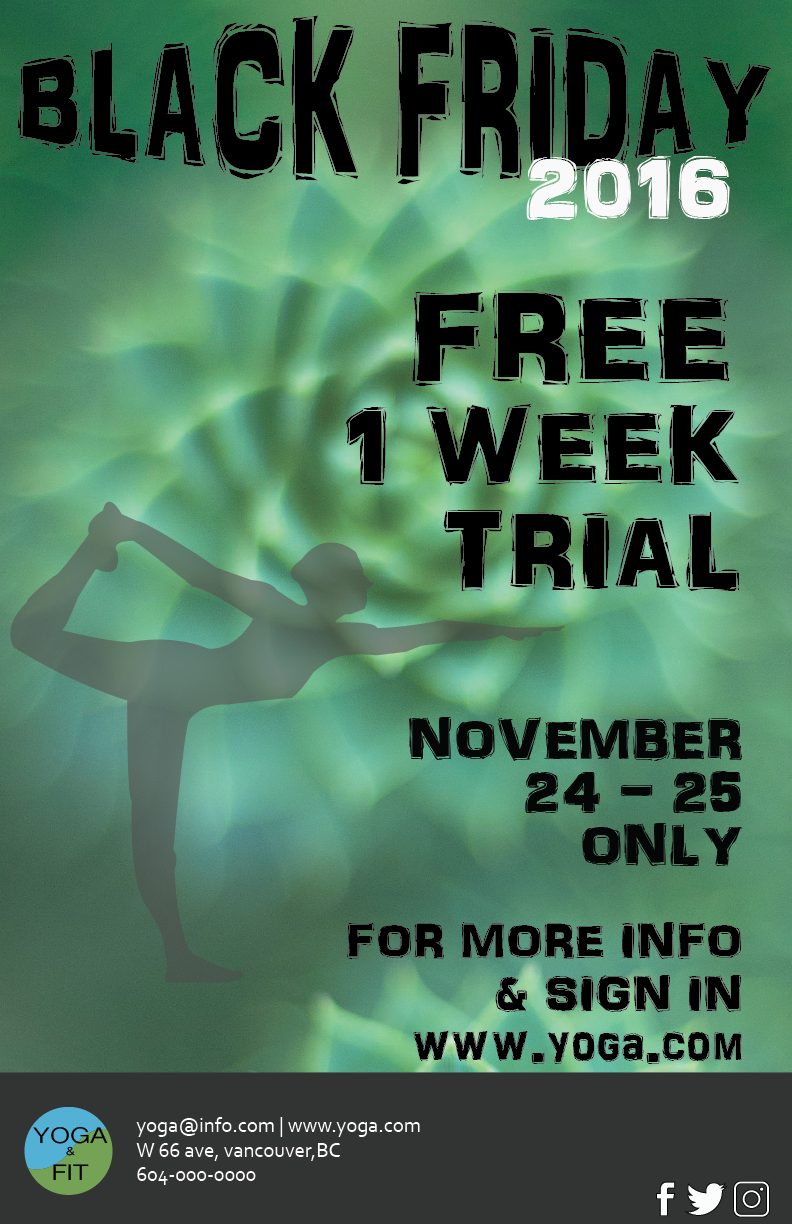 BLACK FRIDAY
2016
FREE
1 WEEK
TRIAL
NOVEMBER
24 - 25
ONLY
FOR MORE INFO
& SIGN IN
WWW.YOGA.COM
YOGA
&
FIT
yoga@info.com | www.yoga.com
W 66 ave, vancouver,BC
604-000-0000